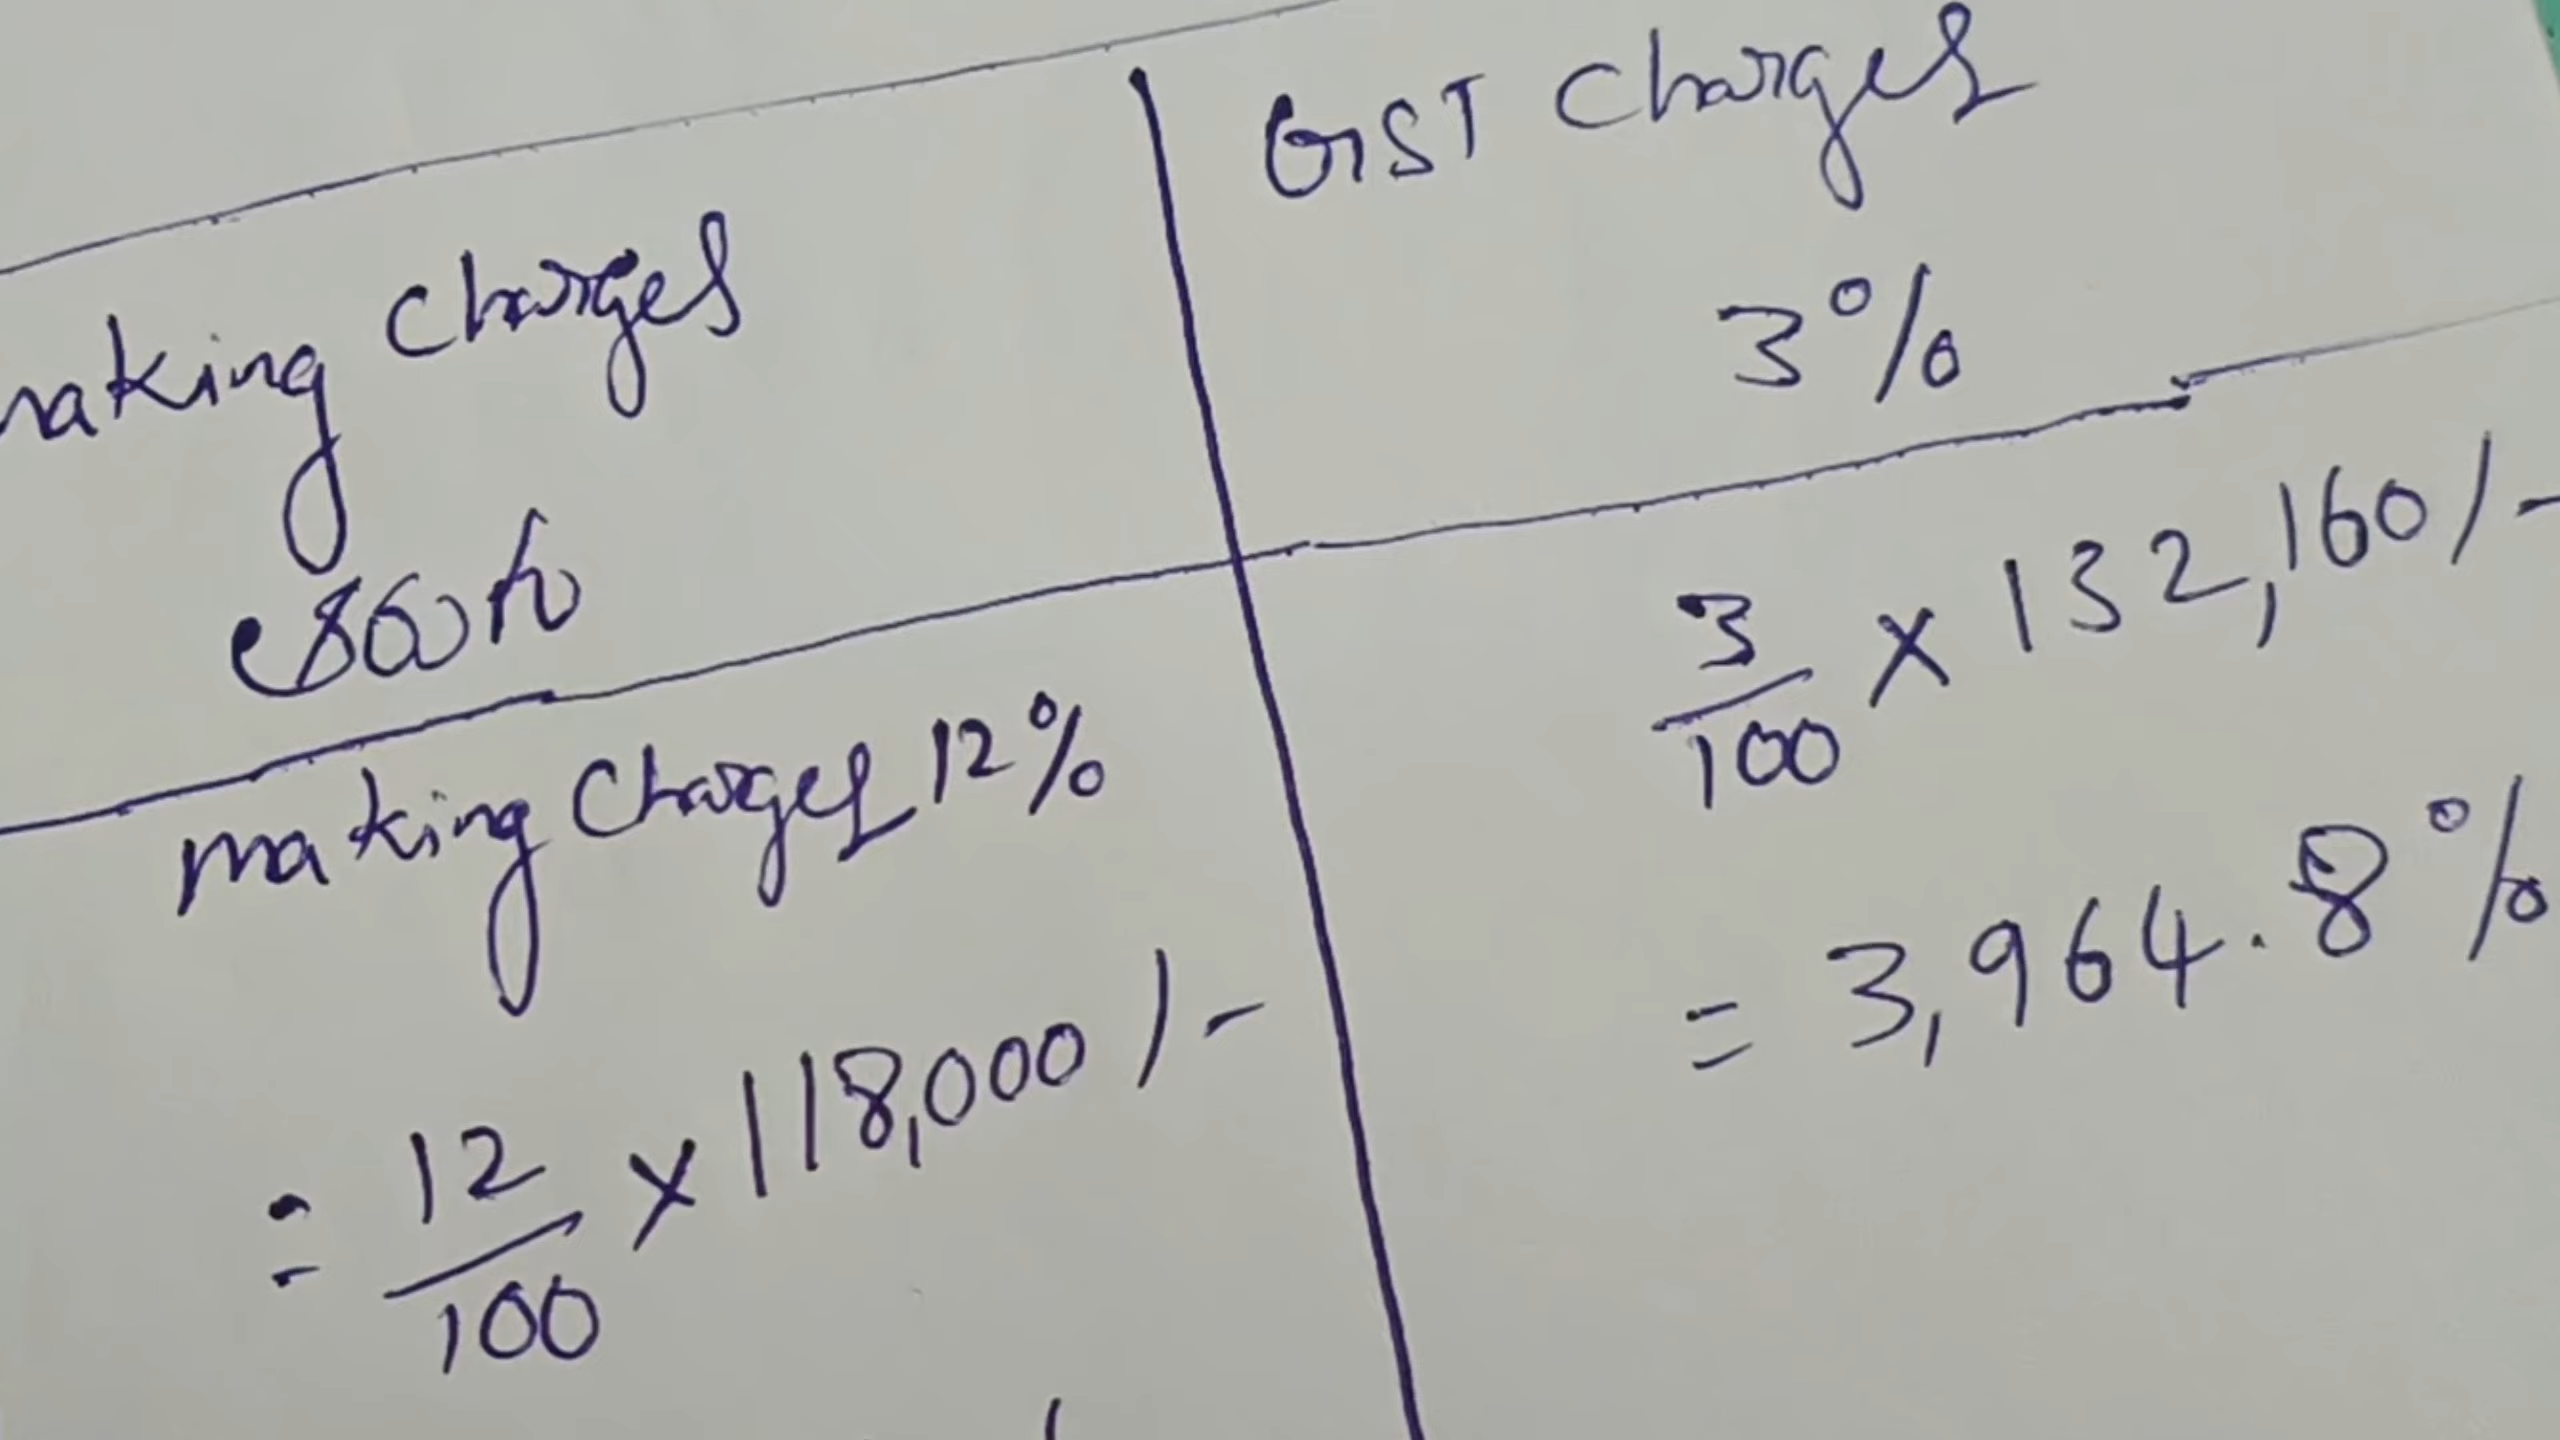 making Charges
GST Charges
3%
making Charges 12%
= 12/100 x 118,000/-
3/100 x 132,160/-
= 3,964.8%